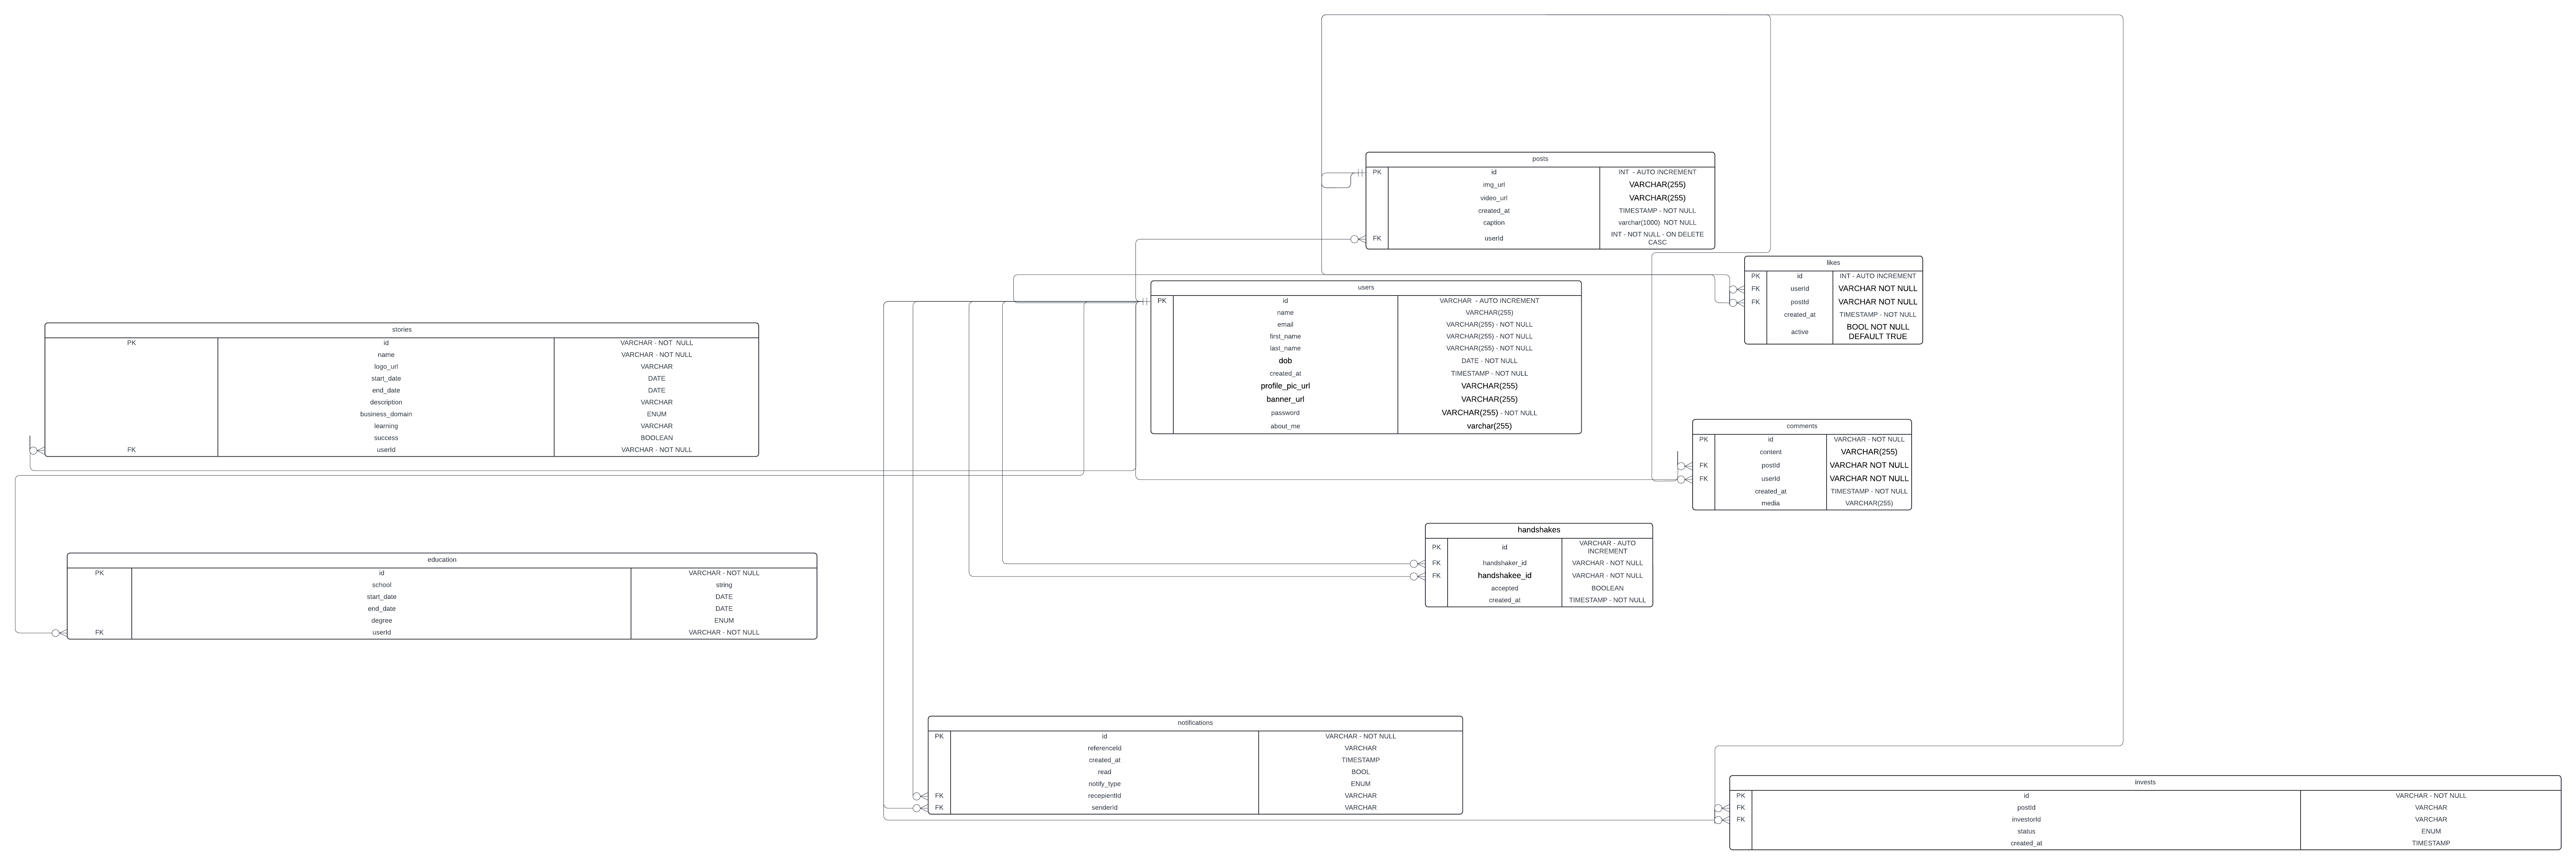 posts
PK id INT - AUTO INCREMENT
img_url VARCHAR(255)
video_url VARCHAR(255)
created_at TIMESTAMP - NOT NULL
caption varchar(1000) NOT NULL
FK userId INT - NOT NULL - ON DELETE
CASC
likes
PK id INT - AUTO INCREMENT
FK userId VARCHAR NOT NULL
FK postId VARCHAR NOT NULL
created_at TIMESTAMP - NOT NULL
active BOOL NOT NULL
DEFAULT TRUE
users
PK id VARCHAR - AUTO INCREMENT
name VARCHAR(255)
email VARCHAR(255) - NOT NULL
first_name VARCHAR(255) - NOT NULL
last_name VARCHAR(255) - NOT NULL
dob DATE - NOT NULL
created_at TIMESTAMP - NOT NULL
profile_pic_url VARCHAR(255)
banner_url VARCHAR(255)
password VARCHAR(255) - NOT NULL
about_me varchar(255)
stories
PK id VARCHAR - NOT NULL
name VARCHAR - NOT NULL
logo_url VARCHAR
start_date DATE
end_date DATE
description VARCHAR
business_domain ENUM
learning VARCHAR
success BOOLEAN
FK userId VARCHAR - NOT NULL
comments
PK id VARCHAR - NOT NULL
content VARCHAR(255)
FK postId VARCHAR NOT NULL
FK userId VARCHAR NOT NULL
created_at TIMESTAMP - NOT NULL
media VARCHAR(255)
handshakes
PK id VARCHAR - AUTO
INCREMENT
FK handshaker_id VARCHAR - NOT NULL
FK handshakee_id VARCHAR - NOT NULL
accepted BOOLEAN
created_at TIMESTAMP - NOT NULL
education
PK id VARCHAR - NOT NULL
school string
start_date DATE
end_date DATE
degree ENUM
FK userId VARCHAR - NOT NULL
notifications
PK id VARCHAR - NOT NULL
referenceId VARCHAR
created_at TIMESTAMP
read BOOL
notify_type ENUM
FK recepientId VARCHAR
FK senderId VARCHAR
invests
PK id VARCHAR - NOT NULL
FK postId VARCHAR
FK investorId VARCHAR
status ENUM
created_at TIMESTAMP